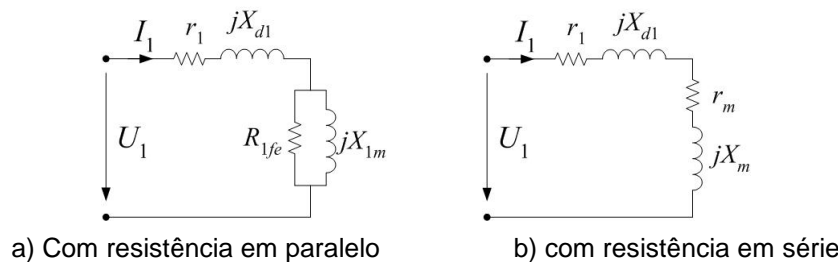 I1 r1 jXd1
U1
R1fe jX1m
a) Com resistência em paralelo
I1 r1 jXd1
rm
U1
jXm
b) com resistência em série